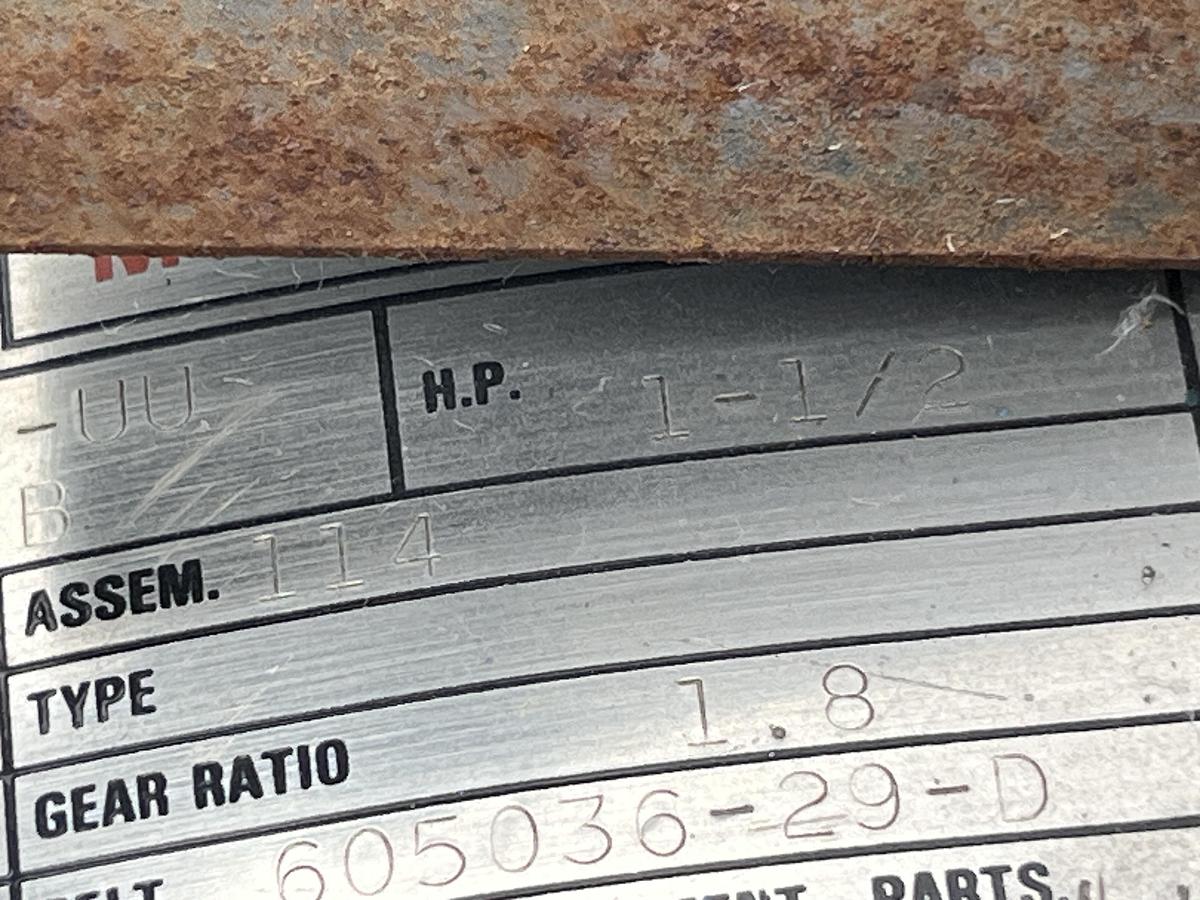 -UU
H.P. 1-1/2
B
ASSEM. 114
TYPE
GEAR RATIO 1.8
605036-29-D
PARTS